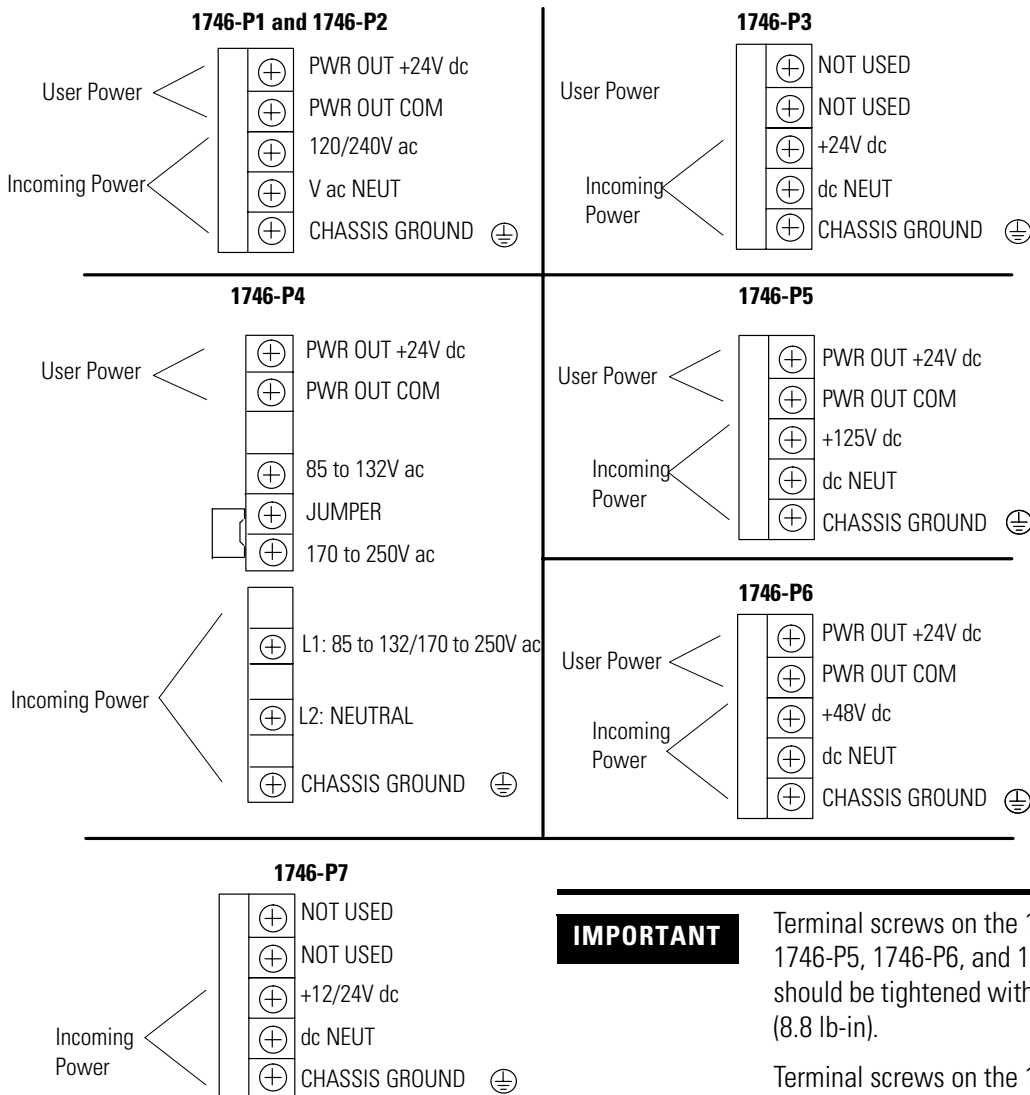 1746-P1 and 1746-P2
User Power
PWR OUT +24V dc
PWR OUT COM
Incoming Power
120/240V ac
V ac NEUT
CHASSIS GROUND
1746-P3
User Power
NOT USED
NOT USED
Incoming
Power
+24V dc
dc NEUT
CHASSIS GROUND
1746-P4
User Power
PWR OUT +24V dc
PWR OUT COM
85 to 132V ac
JUMPER
170 to 250V ac
Incoming Power
L1: 85 to 132/170 to 250V ac
L2: NEUTRAL
CHASSIS GROUND
1746-P5
User Power
PWR OUT +24V dc
PWR OUT COM
Incoming
Power
+125V dc
dc NEUT
CHASSIS GROUND
1746-P6
User Power
PWR OUT +24V dc
PWR OUT COM
Incoming
Power
+48V dc
dc NEUT
CHASSIS GROUND
1746-P7
NOT USED
NOT USED
Incoming
Power
+12/24V dc
dc NEUT
CHASSIS GROUND
IMPORTANT
Terminal screws on the
1746-P5, 1746-P6, and
should be tightened with
(8.8 lb-in).
Terminal screws on the